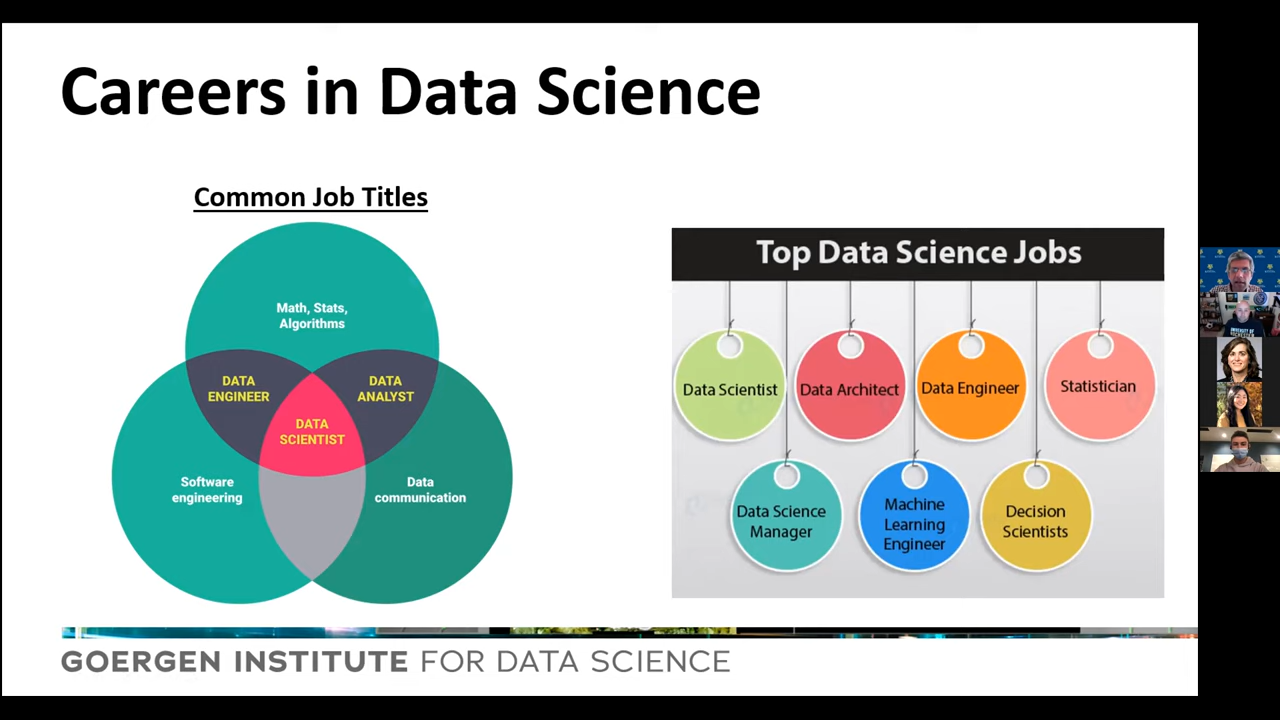 Careers in Data Science
Common Job Titles
Math, Stats,
Algorithms
DATA
ENGINEER
DATA
ANALYST
DATA
SCIENTIST
Software
engineering
Data
communication
Top Data Science Jobs
Data Scientist
Data Architect
Data Engineer
Statistician
Data Science
Manager
Machine
Learning
Engineer
Decision
Scientists
GOERGEN INSTITUTE FOR DATA SCIENCE